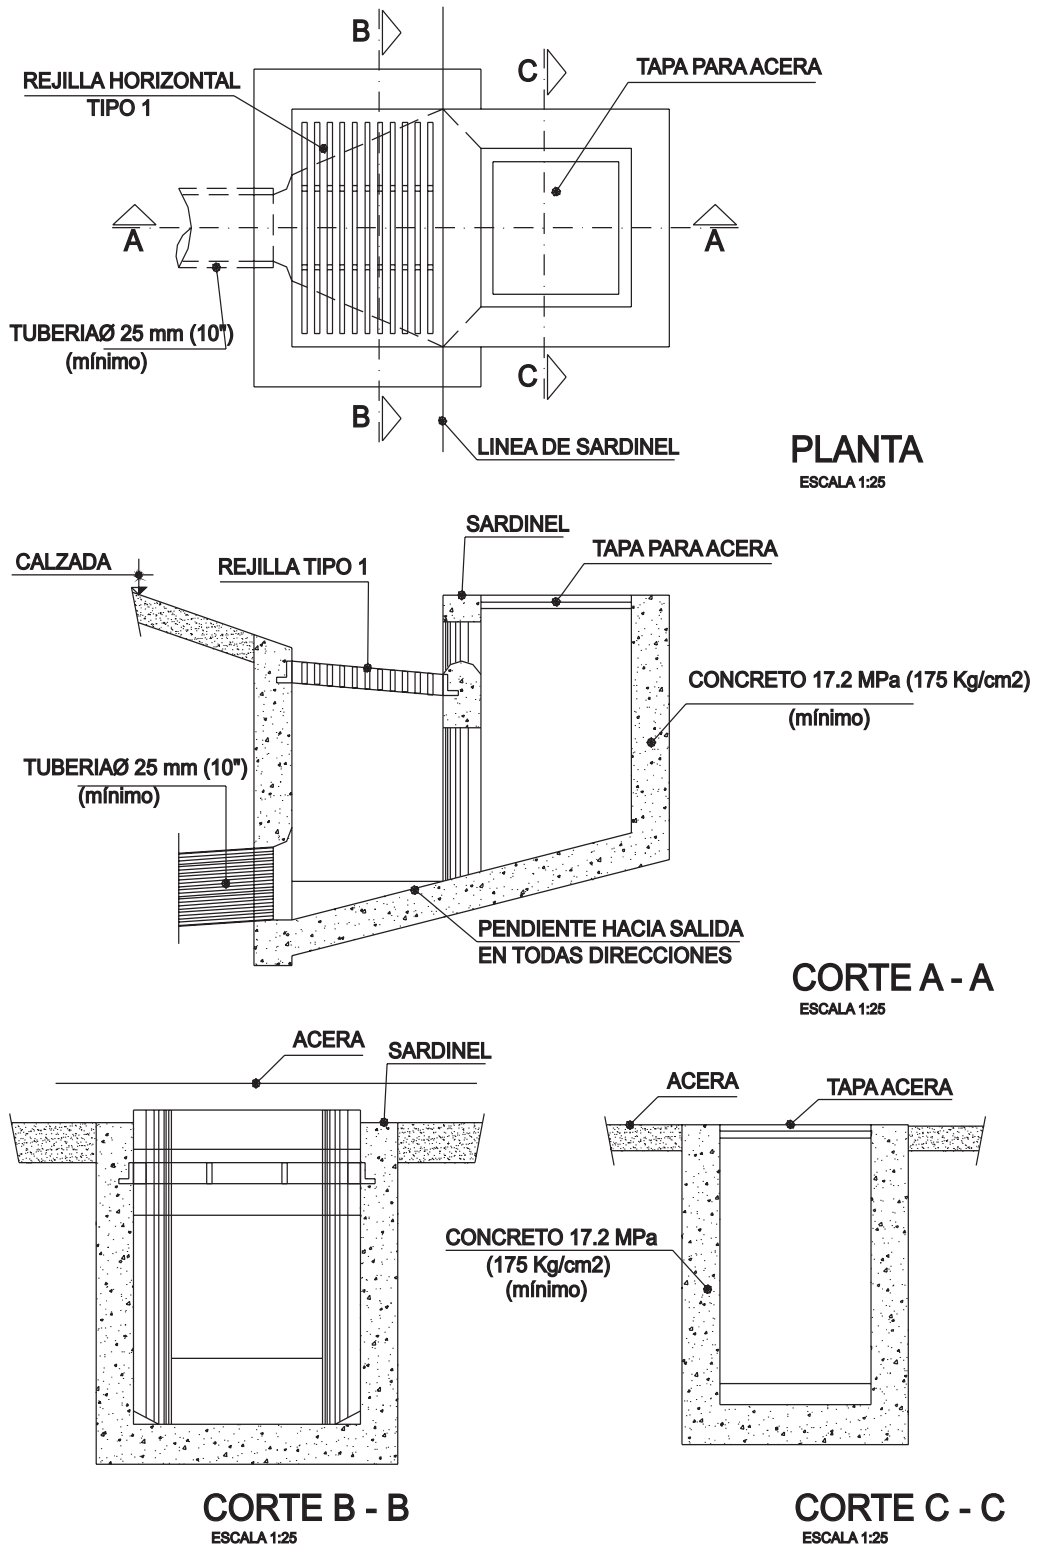 B
C
TAPA PARA ACERA
REJILLA HORIZONTAL
TIPO 1
A
A
TUBERIAØ 25 mm (10")
(mínimo)
C
B
LINEA DE SARDINEL
PLANTA
ESCALA 1:25
SARDINEL
CALZADA
REJILLA TIPO 1
TAPA PARA ACERA
CONCRETO 17.2 MPa (175 Kg/cm2)
(mínimo)
TUBERIAØ 25 mm (10")
(mínimo)
PENDIENTE HACIA SALIDA
EN TODAS DIRECCIONES
CORTE A - A
ESCALA 1:25
ACERA
SARDINEL
ACERA
TAPA ACERA
CONCRETO 17.2 MPa
(175 Kg/cm2)
(mínimo)
CORTE B - B
ESCALA 1:25
CORTE C - C
ESCALA 1:25